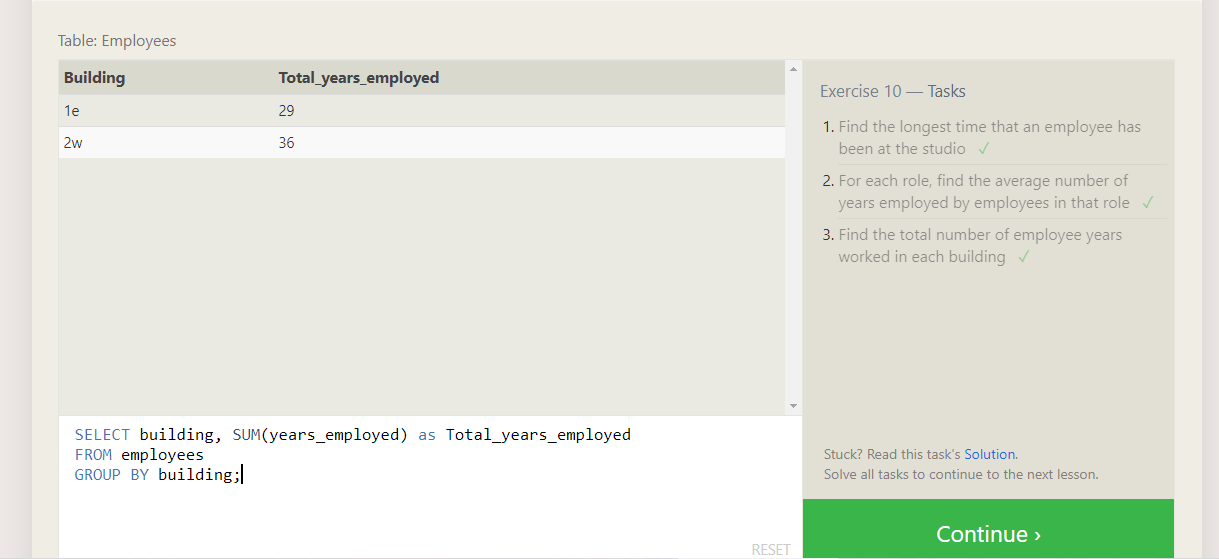 Table: Employees
Building Total_years_employed
1e 29
2w 36
SELECT building, SUM(years_employed) as Total_years_employed
FROM employees
GROUP BY building;
RESET
Exercise 10 — Tasks
1. Find the longest time that an employee has
been at the studio ✓
2. For each role, find the average number of
years employed by employees in that role ✓
3. Find the total number of employee years
worked in each building ✓
Stuck? Read this task's Solution.
Solve all tasks to continue to the next lesson.
Continue ›